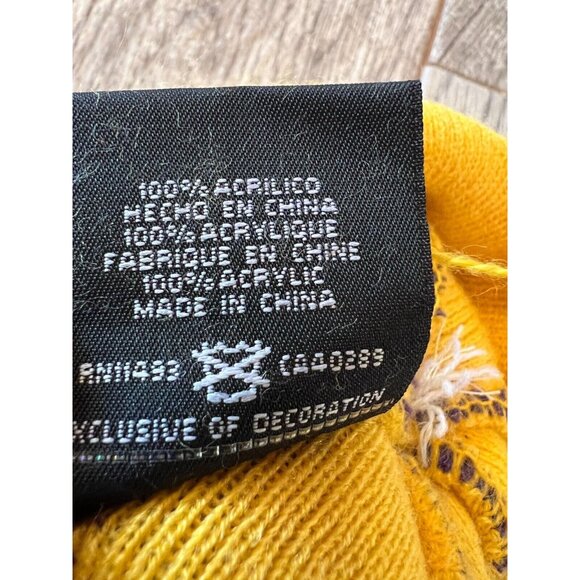 100% ACRILICO
HECHO EN CHINA
100% ACRYLIQUE
FABRIQUE EN CHINE
100% ACRYLIC
MADE IN CHINA
RN11493 CA40289
EXCLUSIVE OF DECORATION